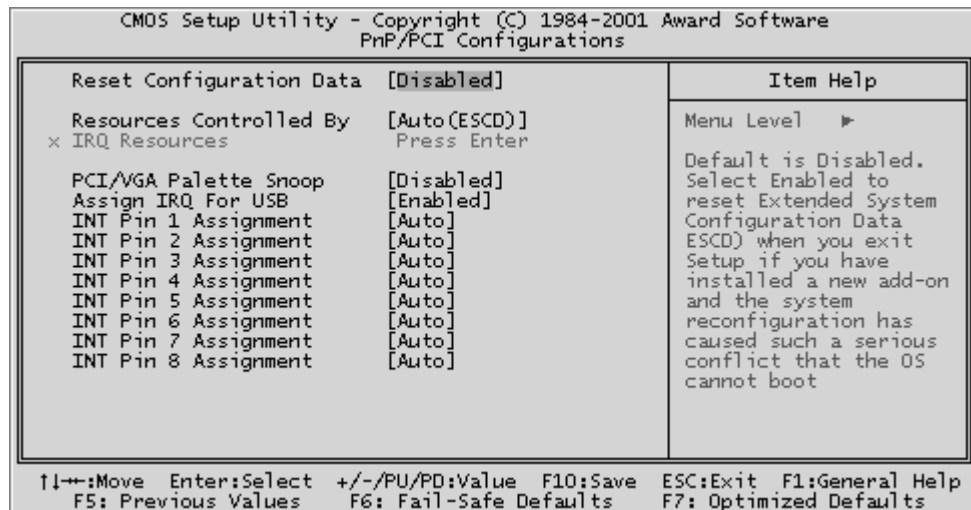 CMOS Setup Utility - Copyright (C) 1984-2001 Award Software
PnP/PCI Configurations
Reset Configuration Data [Disabled]
Resources Controlled By [Auto(ESCD)]
x IRQ Resources Press Enter
PCI/VGA Palette Snoop [Disabled]
Assign IRQ For USB [Enabled]
INT Pin 1 Assignment [Auto]
INT Pin 2 Assignment [Auto]
INT Pin 3 Assignment [Auto]
INT Pin 4 Assignment [Auto]
INT Pin 5 Assignment [Auto]
INT Pin 6 Assignment [Auto]
INT Pin 7 Assignment [Auto]
INT Pin 8 Assignment [Auto]
Item Help
Menu Level ►
Default is Disabled.
Select Enabled to
reset Extended System
Configuration Data
ESCD) when you exit
Setup if you have
installed a new add-on
and the system
reconfiguration has
caused such a serious
conflict that the OS
cannot boot
↑↓→←:Move Enter:Select +/-/PU/PD:Value F10:Save ESC:Exit F1:General Help
F5: Previous Values F6: Fail-Safe Defaults F7: Optimized Defaults